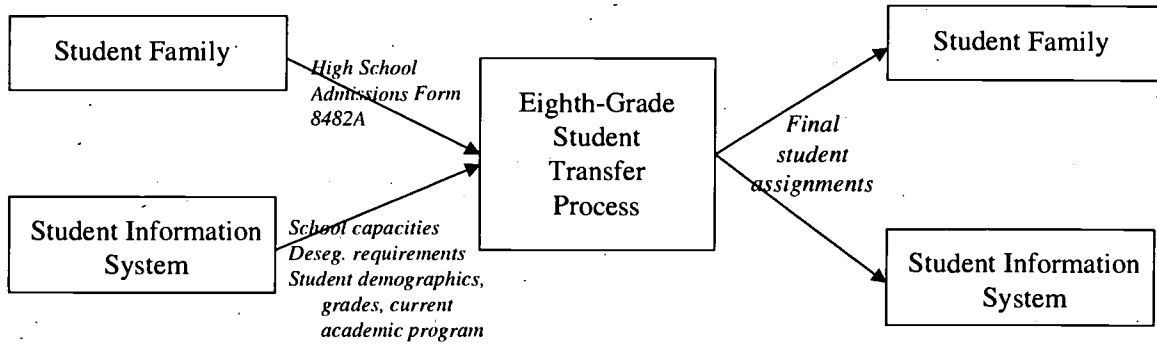 Student Family
High School
Admissions Form
8482A
Student Information
System
School capacities
Deseg. requirements
Student demographics,
grades, current
academic program
Eighth-Grade
Student
Transfer
Process
Final
student
assignments
Student Family
Student Information
System